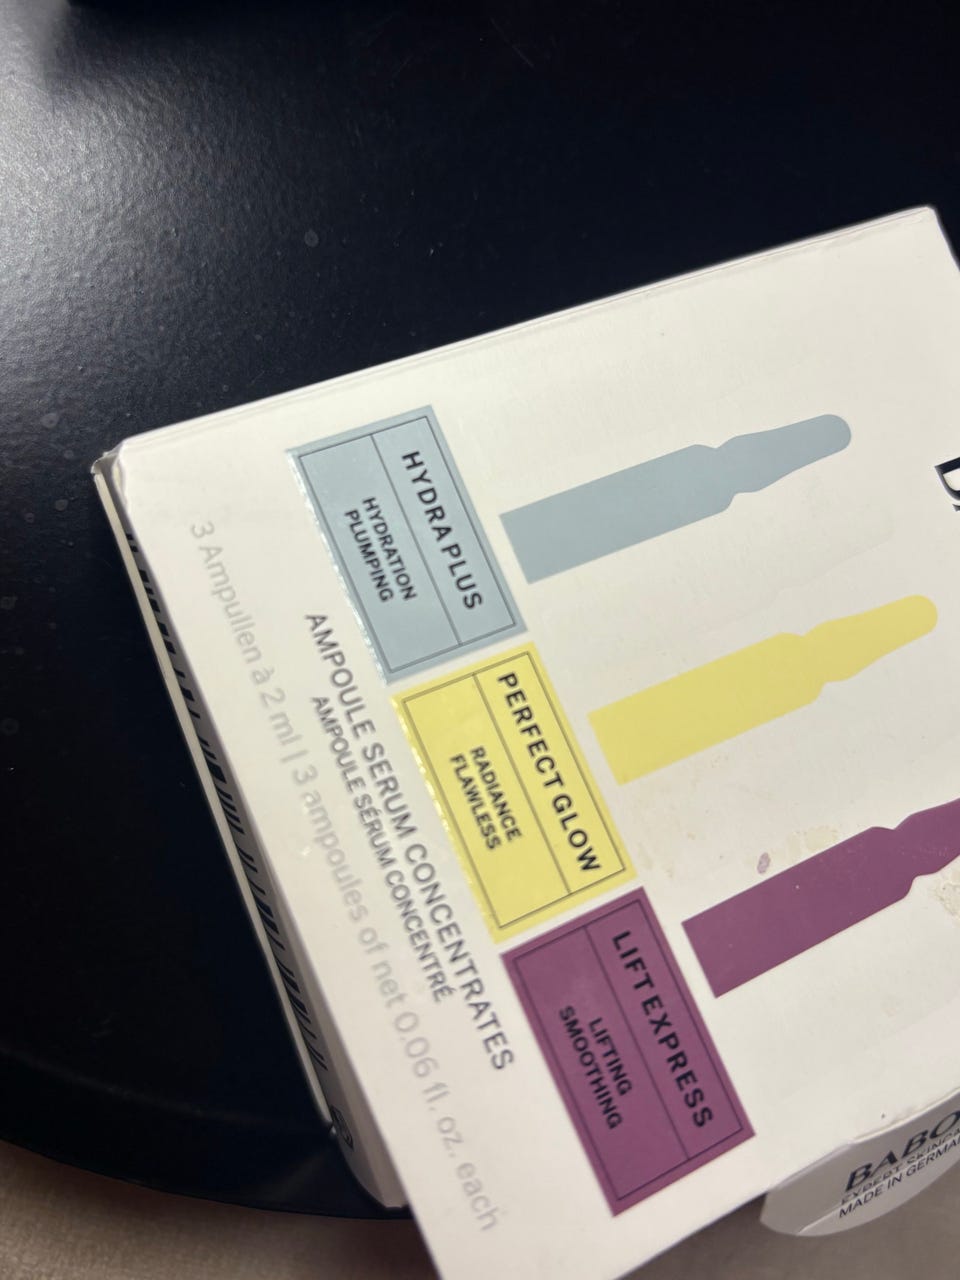 HYDRA PLUS
HYDRATION
PLUMPING
PERFECT GLOW
RADIANCE
FLAWLESS
LIFT EXPRESS
LIFTING
SMOOTHING
AMPOULE SERUM CONCENTRATES
AMPOULE SÉRUM CONCENTRÉ
3 Ampullen à 2 ml | 3 ampoules of net 0.06 fl. oz. each
MADE IN